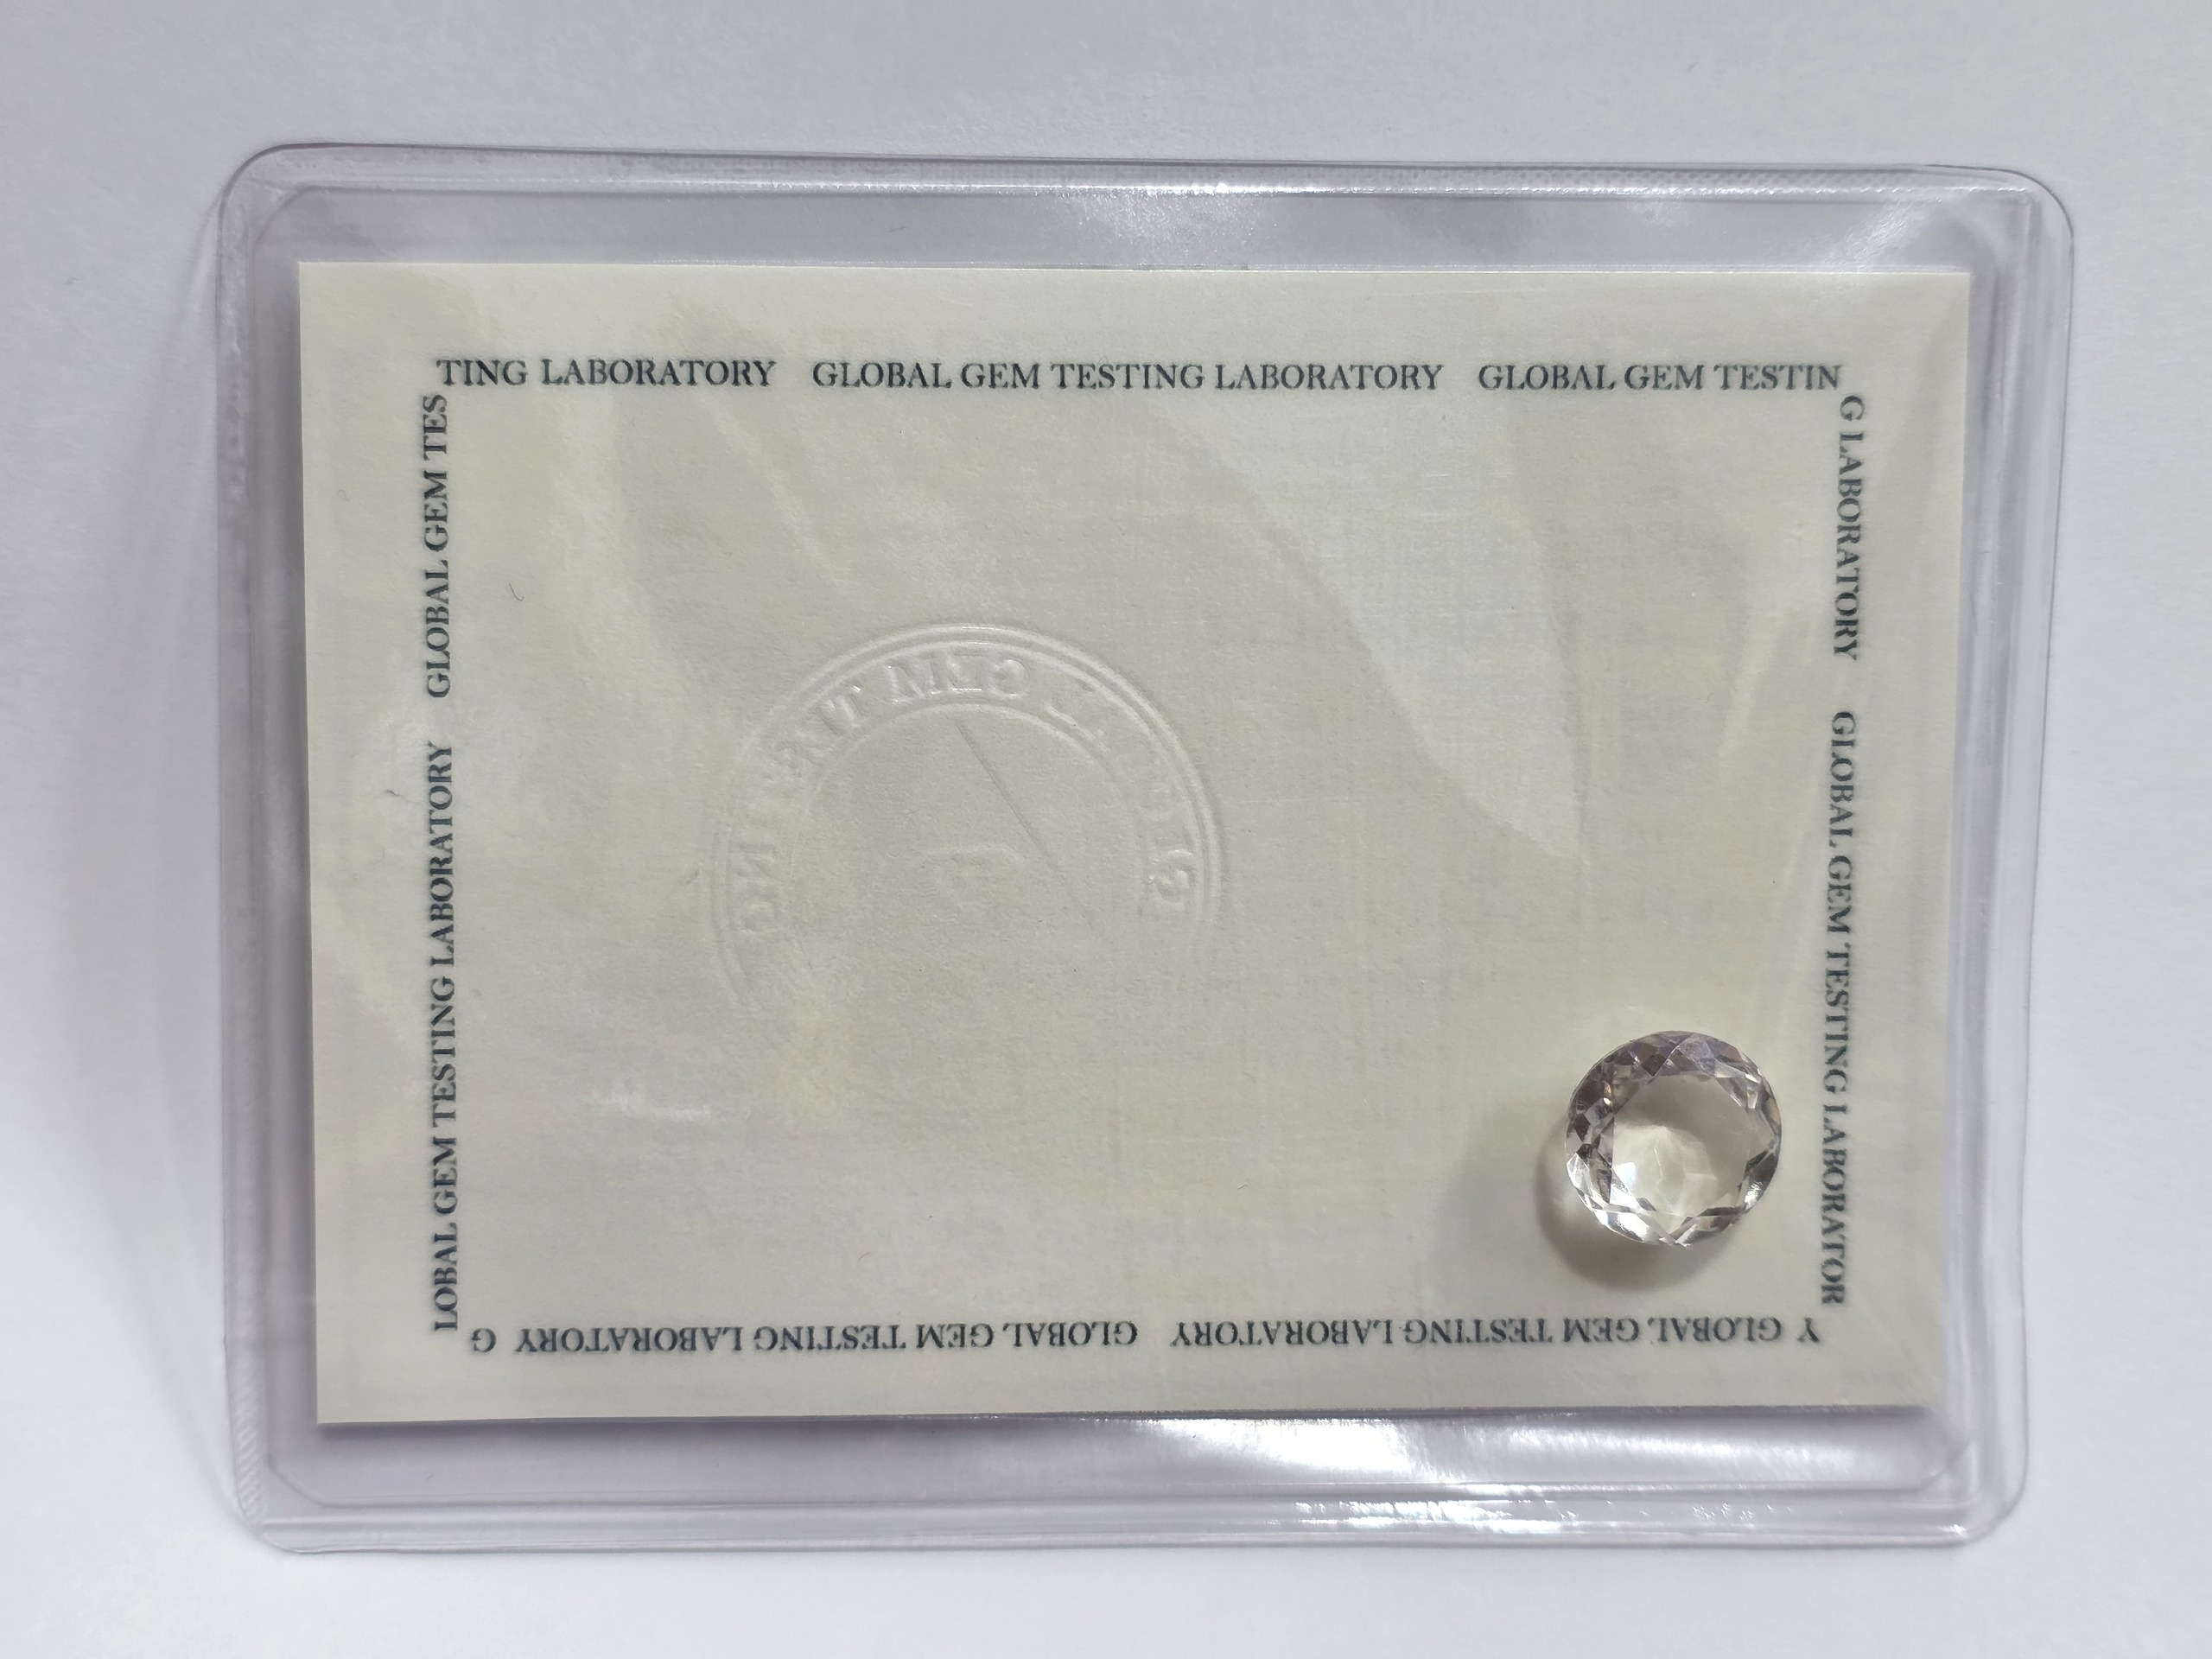 TING LABORATORY GLOBAL GEM TESTING LABORATORY GLOBAL GEM TESTIN
G LABORATORY GLOBAL GEM TESTING LABORATOR
Y GLOBAL GEM TESTING LABORATORY GLOBAL GEM TESTING LABORATORY G
LOBAL GEM TESTING LABORATORY GLOBAL GEM TES
GEM